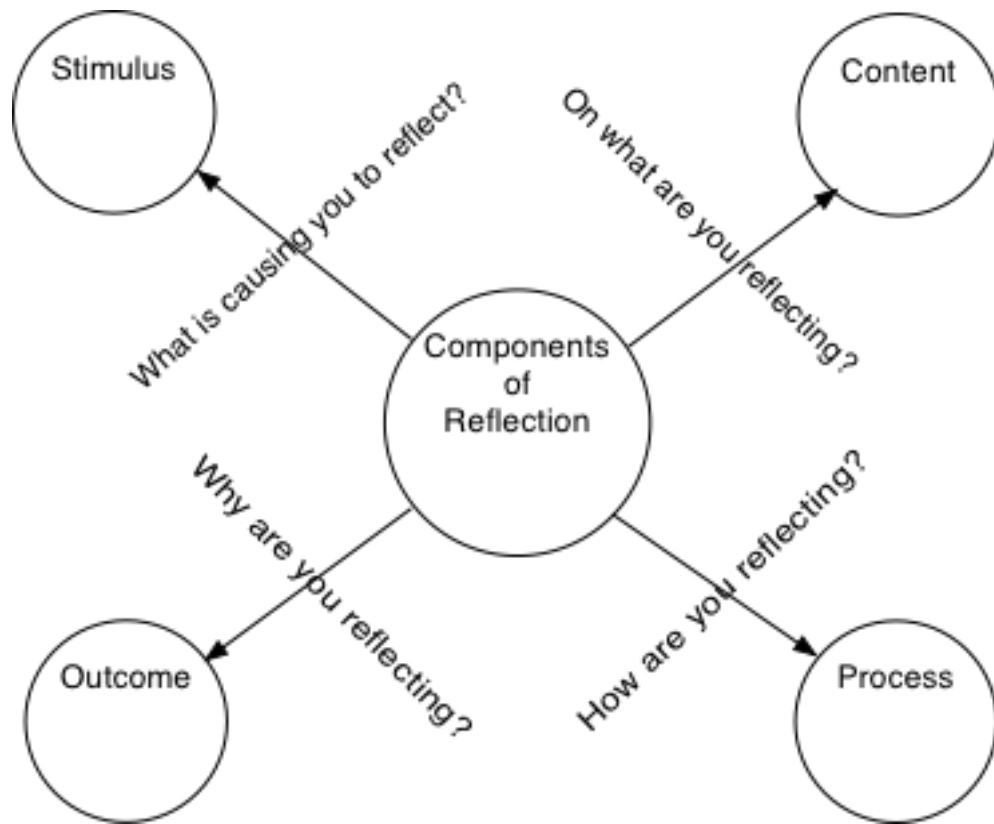 Stimulus
Content
What is causing you to reflect?
On what are you reflecting?
Components
of
Reflection
Why are you reflecting?
How are you reflecting?
Outcome
Process